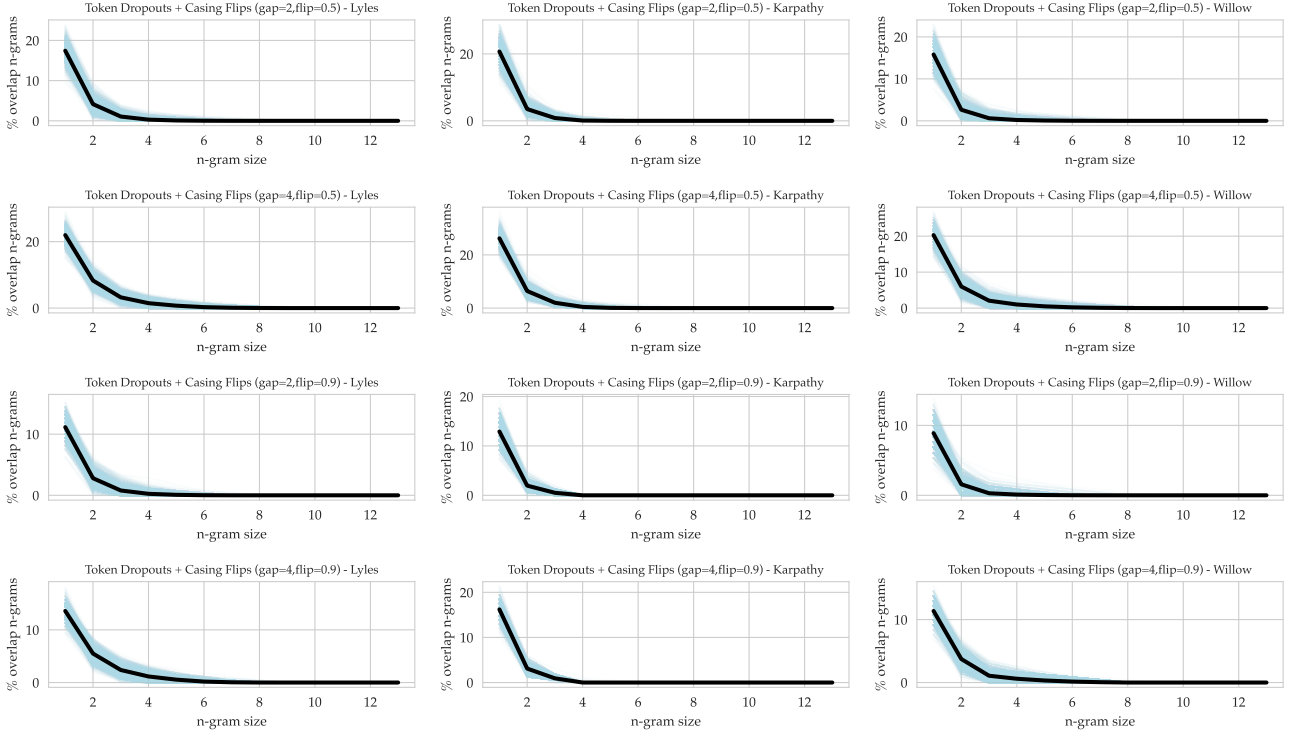 Token Dropouts + Casing Flips (gap=2,flip=0.5) - Lyles
% overlap n-grams
20
10
0
2 4 6 8 10 12
n-gram size
Token Dropouts + Casing Flips (gap=2,flip=0.5) - Karpathy
% overlap n-grams
20
0
2 4 6 8 10 12
n-gram size
Token Dropouts + Casing Flips (gap=2,flip=0.5) - Willow
% overlap n-grams
20
10
0
2 4 6 8 10 12
n-gram size
Token Dropouts + Casing Flips (gap=4,flip=0.5) - Lyles
% overlap n-grams
20
0
2 4 6 8 10 12
n-gram size
Token Dropouts + Casing Flips (gap=4,flip=0.5) - Karpathy
% overlap n-grams
20
0
2 4 6 8 10 12
n-gram size
Token Dropouts + Casing Flips (gap=4,flip=0.5) - Willow
% overlap n-grams
20
10
0
2 4 6 8 10 12
n-gram size
Token Dropouts + Casing Flips (gap=2,flip=0.9) - Lyles
% overlap n-grams
10
0
2 4 6 8 10 12
n-gram size
Token Dropouts + Casing Flips (gap=2,flip=0.9) - Karpathy
% overlap n-grams
20
10
0
2 4 6 8 10 12
n-gram size
Token Dropouts + Casing Flips (gap=2,flip=0.9) - Willow
% overlap n-grams
10
0
2 4 6 8 10 12
n-gram size
Token Dropouts + Casing Flips (gap=4,flip=0.9) - Lyles
% overlap n-grams
10
0
2 4 6 8 10 12
n-gram size
Token Dropouts + Casing Flips (gap=4,flip=0.9) - Karpathy
% overlap n-grams
20
10
0
2 4 6 8 10 12
n-gram size
Token Dropouts + Casing Flips (gap=4,flip=0.9) - Willow
% overlap n-grams
10
0
2 4 6 8 10 12
n-gram size